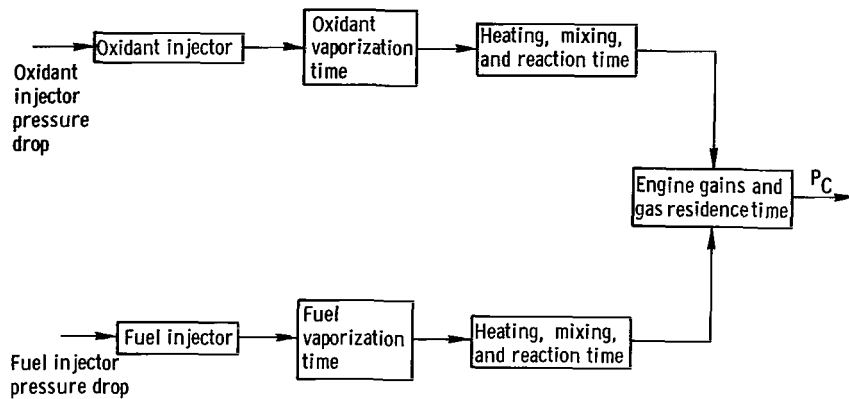 Oxidant injector
Oxidant
vaporization
time
Heating, mixing,
and reaction time
Oxidant
injector
pressure
drop
Engine gains and
gas residence time
PC
Fuel injector
Fuel
vaporization
time
Heating, mixing,
and reaction time
Fuel injector
pressure drop